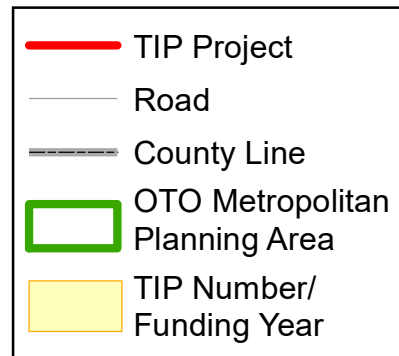 TIP Project
Road
County Line
OTO Metropolitan
Planning Area
TIP Number/
Funding Year